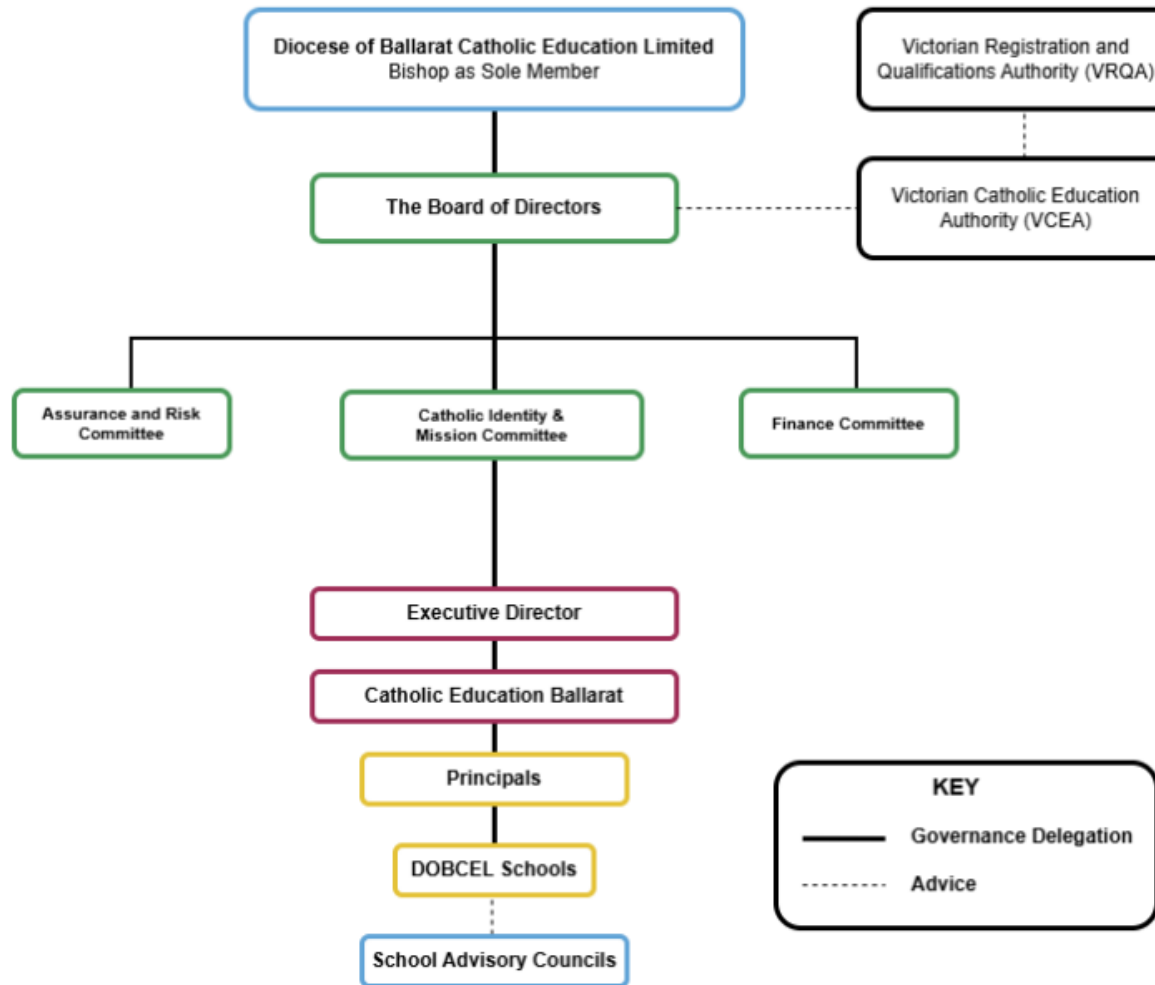 Diocese of Ballarat Catholic Education Limited
Bishop as Sole Member
Victorian Registration and
Qualifications Authority (VRQA)
The Board of Directors
Victorian Catholic Education
Authority (VCEA)
Assurance and Risk
Committee
Catholic Identity &
Mission Committee
Finance Committee
Executive Director
Catholic Education Ballarat
Principals
DOBCEL Schools
School Advisory Councils
KEY
Governance Delegation
Advice